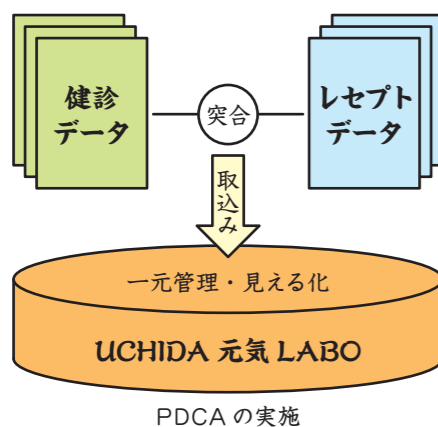 健診
データ
突合
レセプト
データ
取込み
一元管理・見える化
UCHIDA 元気 LABO
PDCA の実施